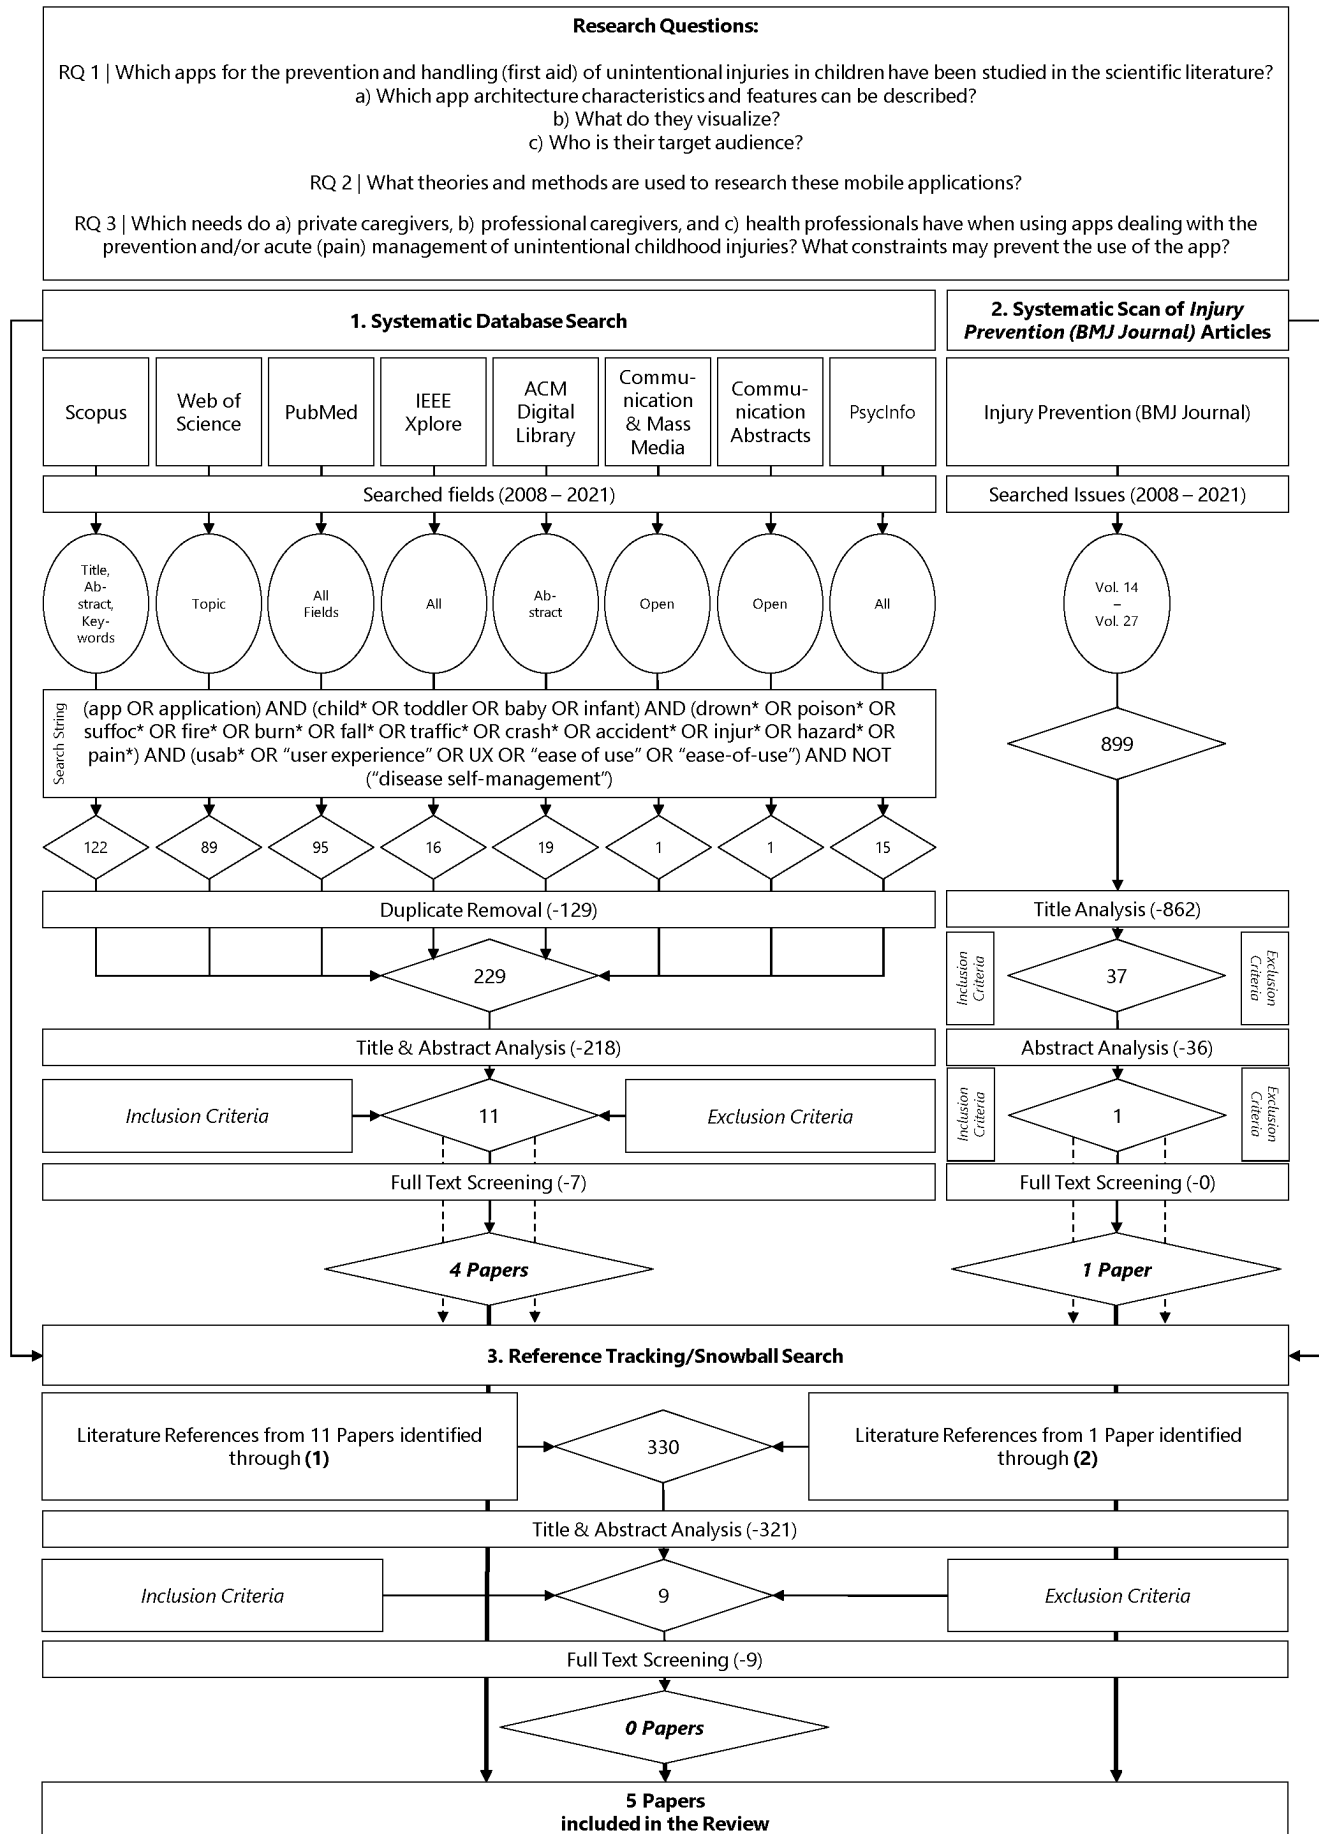 Research Questions:
RQ 1 | Which apps for the prevention and handling (first aid) of unintentional injuries in children have been studied in the scientific literature?
a) Which app architecture characteristics and features can be described?
b) What do they visualize?
c) Who is their target audience?
RQ 2 | What theories and methods are used to research these mobile applications?
RQ 3 | Which needs do a) private caregivers, b) professional caregivers, and c) health professionals have when using apps dealing with the
prevention and/or acute (pain) management of unintentional childhood injuries? What constraints may prevent the use of the app?
1. Systematic Database Search
2. Systematic Scan of Injury
Prevention (BMJ Journal) Articles
Scopus
Web of
Science
PubMed
IEEE
Xplore
ACM
Digital
Library
Commu-
nication
& Mass
Media
Commu-
nication
Abstracts
PsycInfo
Injury Prevention (BMJ Journal)
Searched fields (2008 – 2021)
Searched Issues (2008 – 2021)
Title,
Ab-
stract,
Key-
words
Topic
All
Fields
All
Ab-
stract
Open
Open
All
Vol. 14
–
Vol. 27
Search String
(app OR application) AND (child* OR toddler OR baby OR infant) AND (drown* OR poison* OR
suffoc* OR fire* OR burn* OR fall* OR traffic* OR crash* OR accident* OR injur* OR hazard* OR
pain*) AND (usab* OR “user experience” OR UX OR “ease of use” OR “ease-of-use”) AND NOT
(“disease self-management”)
899
122
89
95
16
19
1
1
15
Duplicate Removal (-129)
Title Analysis (-862)
229
Inclusion
Criteria
37
Exclusion
Criteria
Title & Abstract Analysis (-218)
Abstract Analysis (-36)
Inclusion Criteria
11
Exclusion Criteria
Inclusion
Criteria
1
Exclusion
Criteria
Full Text Screening (-7)
Full Text Screening (-0)
4 Papers
1 Paper
3. Reference Tracking/Snowball Search
Literature References from 11 Papers identified
through (1)
330
Literature References from 1 Paper identified
through (2)
Title & Abstract Analysis (-321)
Inclusion Criteria
9
Exclusion Criteria
Full Text Screening (-9)
0 Papers
5 Papers
included in the Review